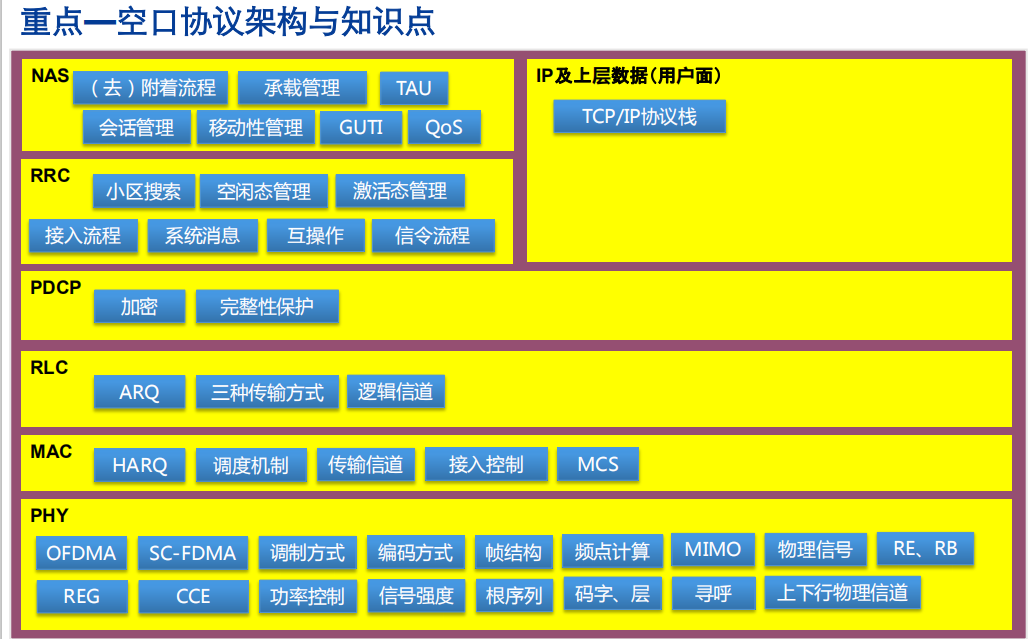 重点—空口协议架构与知识点
NAS （去）附着流程 承载管理 TAU
会话管理 移动性管理 GUTI QoS
IP及上层数据（用户面）
TCP/IP协议栈
RRC 小区搜索 空闲态管理 激活态管理
接入流程 系统消息 互操作 信令流程
PDCP 加密 完整性保护
RLC
ARQ 三种传输方式 逻辑信道
MAC
HARQ 调度机制 传输信道 接入控制 MCS
PHY
OFDMA SC-FDMA 调制方式 编码方式 帧结构 频点计算 MIMO 物理信号 RE、RB
REG CCE 功率控制 信号强度 根序列 码字、层 寻呼 上下行物理信道